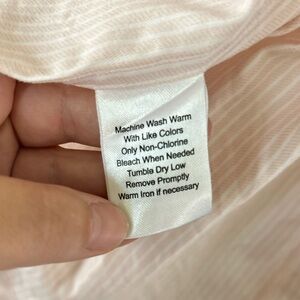 Machine Wash Warm
With Like Colors
Only Non-Chlorine
Bleach When Needed
Tumble Dry Low
Remove Promptly
Warm Iron if necessary